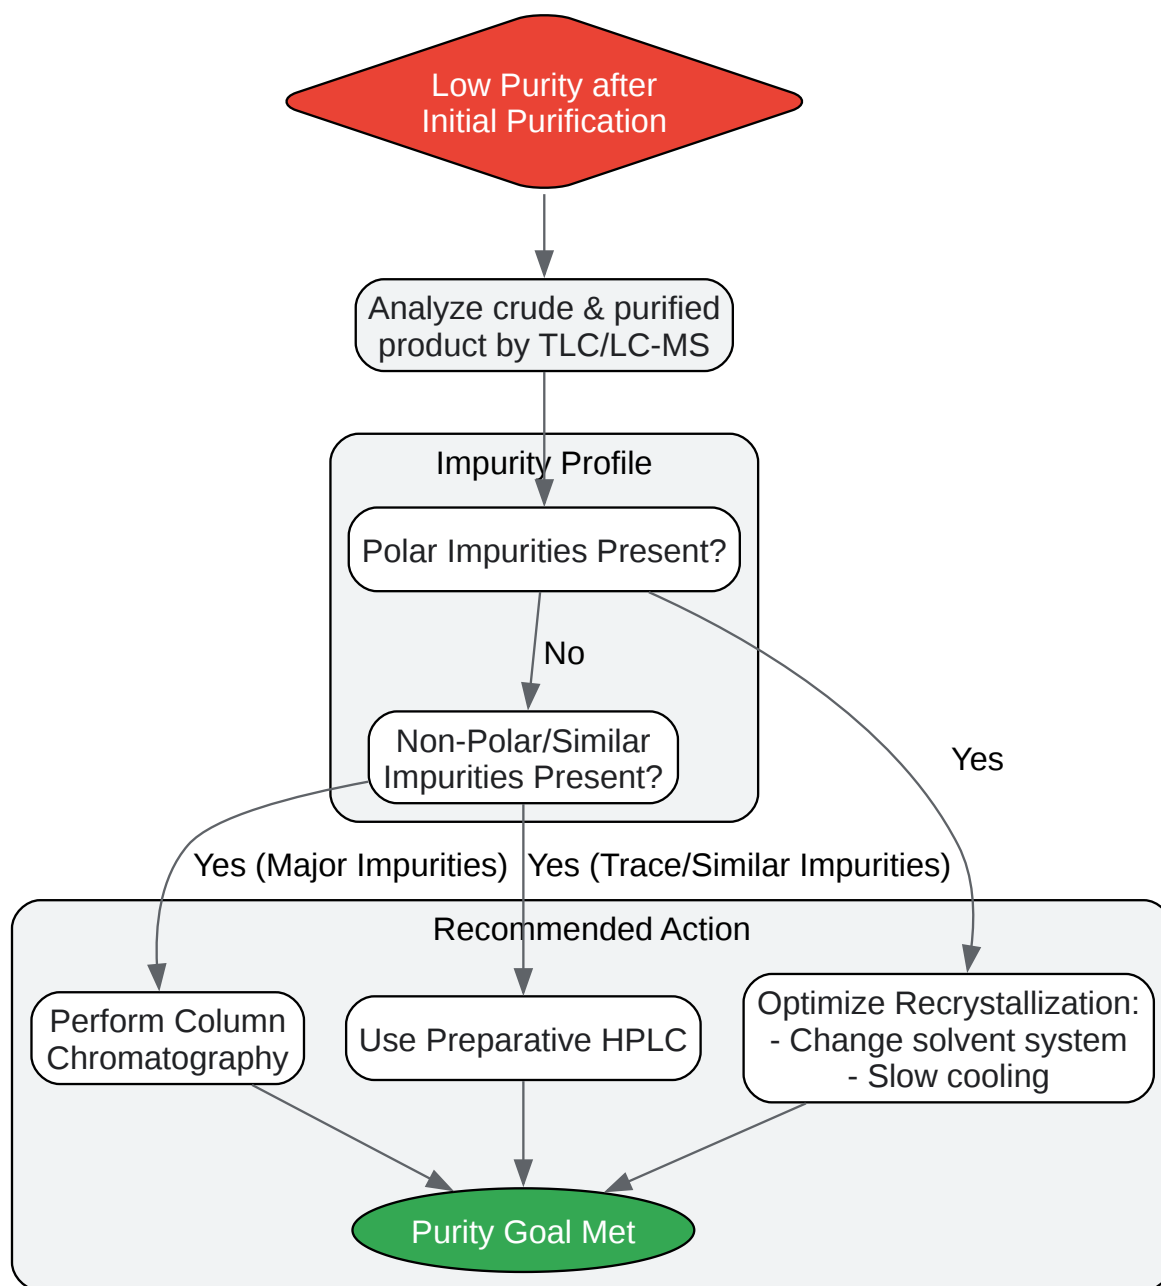 Low Purity after
Initial Purification
Analyze crude & purified
product by TLC/LC-MS
Impurity Profile
Polar Impurities Present?
No
Non-Polar/Similar
Impurities Present?
Yes
Yes (Major Impurities)
Yes (Trace/Similar Impurities)
Recommended Action
Perform Column
Chromatography
Use Preparative HPLC
Optimize Recrystallization:
- Change solvent system
- Slow cooling
Purity Goal Met